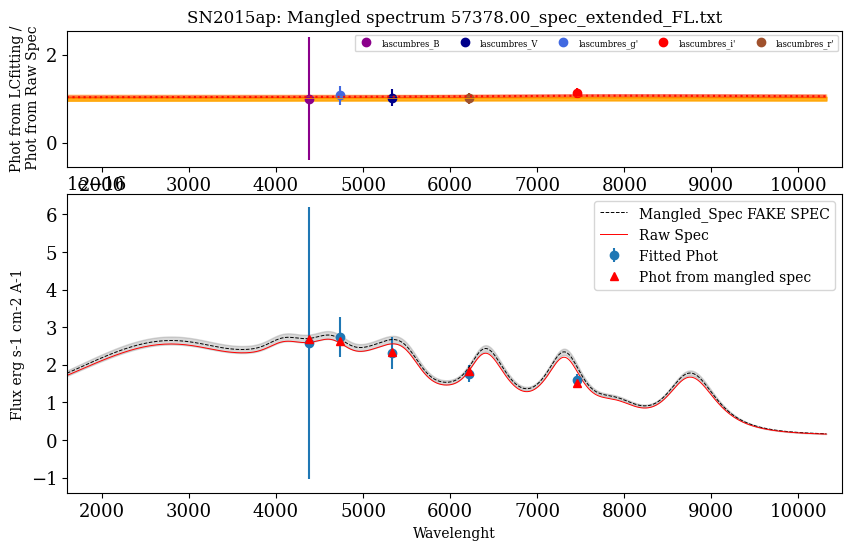 SN2015ap: Mangled spectrum 57378.00_spec_extended_FL.txt
Phot from LCfitting /
Phot from Raw Spec
2
0
lascumbres_B
lascumbres_V
lascumbres_g'
lascumbres_i'
lascumbres_r'
2000 3000 4000 5000 6000 7000 8000 9000 10000
1e−16
Flux erg s-1 cm-2 A-1
6
5
4
3
2
1
0
−1
Mangled_Spec FAKE SPEC
Raw Spec
Fitted Phot
Phot from mangled spec
2000 3000 4000 5000 6000 7000 8000 9000 10000
Wavelenght